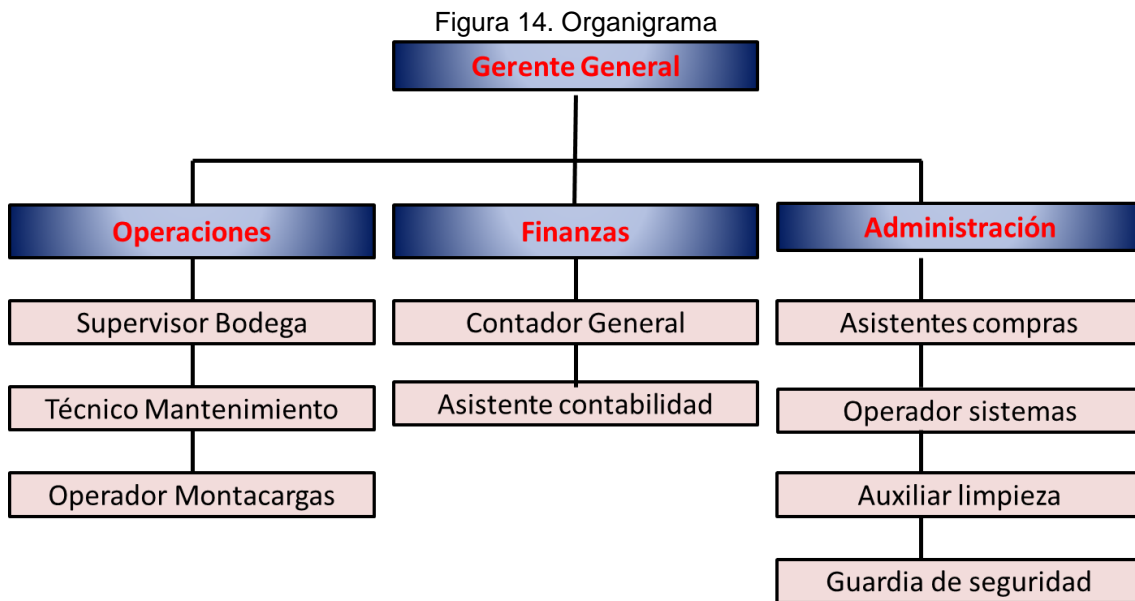 Figura 14. Organigrama
Gerente General
Operaciones
Finanzas
Administración
Supervisor Bodega
Contador General
Asistentes compras
Técnico Mantenimiento
Asistente contabilidad
Operador sistemas
Operador Montacargas
Auxiliar limpieza
Guardia de seguridad